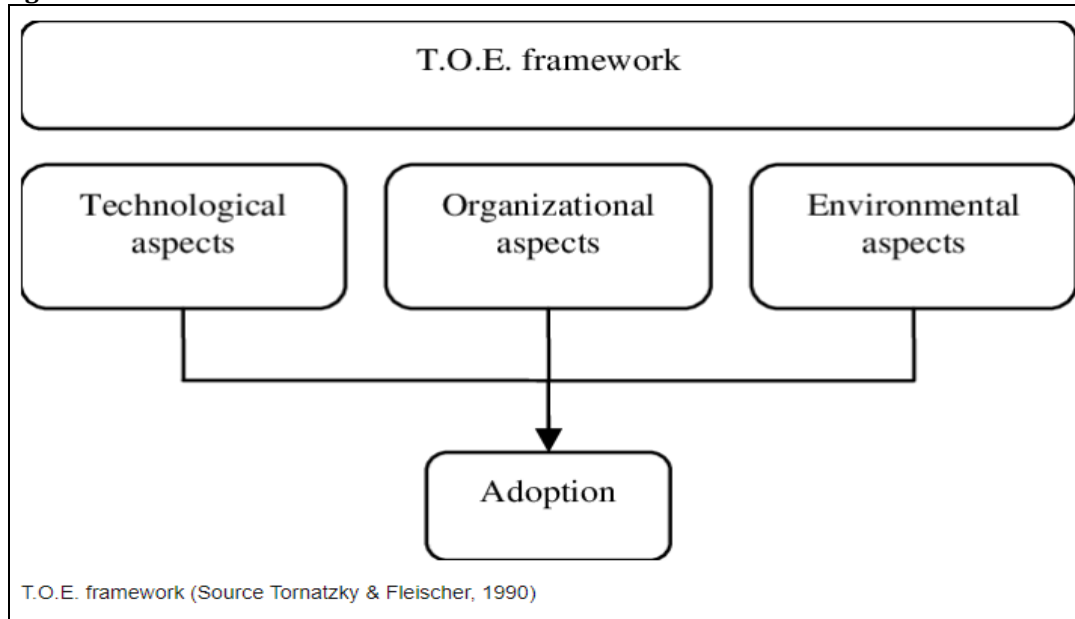 T.O.E. framework
Technological
aspects
Organizational
aspects
Environmental
aspects
Adoption
T.O.E. framework (Source Tornatzky & Fleischer, 1990)